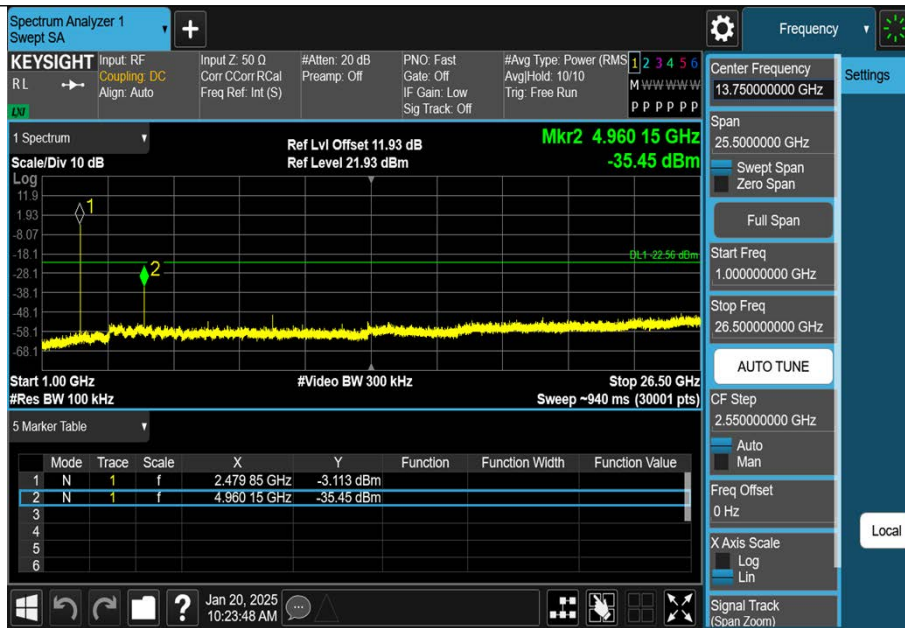 Spectrum Analyzer 1
Swept SA
+
Frequency
KEYSIGHT
RL
LXI
Input: RF
Coupling: DC
Align: Auto
Input Z: 50 Ω
Corr CCorr RCal
Freq Ref: Int (S)
#Atten: 20 dB
Preamp: Off
PNO: Fast
Gate: Off
IF Gain: Low
Sig Track: Off
#Avg Type: Power (RMS
Avg|Hold: 10/10
Trig: Free Run
1 2 3 4 5 6
M W W W W W
P P P P P P
1 Spectrum
Scale/Div 10 dB
Ref Lvl Offset 11.93 dB
Ref Level 21.93 dBm
Mkr2 4.960 15 GHz
-35.45 dBm
Log
11.9
1.93
-8.07
-18.1
-28.1
-38.1
-48.1
-58.1
-68.1
1
2
DL1 -22.56 dBm
Start 1.00 GHz
#Video BW 300 kHz
Stop 26.50 GHz
#Res BW 100 kHz
Sweep ~940 ms (30001 pts)
5 Marker Table
Mode Trace Scale X Y Function Function Width Function Value
1 N 1 f 2.479 85 GHz -3.113 dBm
2 N 1 f 4.960 15 GHz -35.45 dBm
3
4
5
6
?
Jan 20, 2025
10:23:48 AM
Center Frequency
13.750000000 GHz
Span
25.5000000 GHz
Swept Span
Zero Span
Full Span
Start Freq
1.000000000 GHz
Stop Freq
26.500000000 GHz
AUTO TUNE
CF Step
2.550000000 GHz
Auto
Man
Freq Offset
0 Hz
X Axis Scale
Log
Lin
Signal Track
(Span Zoom)
Settings
Local